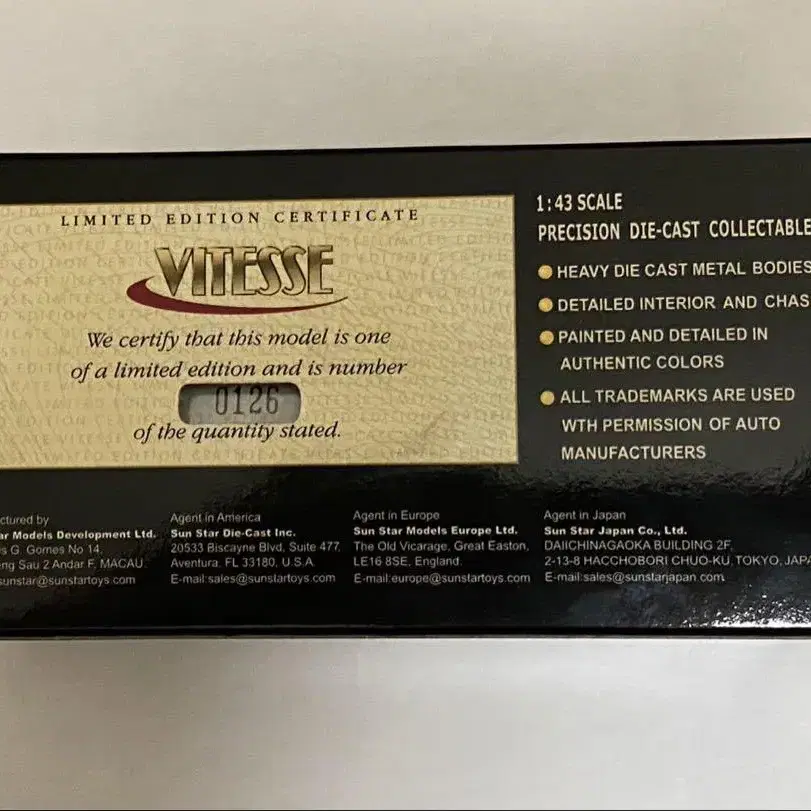 LIMITED EDITION CERTIFICATE
VITESSE
We certify that this model is one
of a limited edition and is number
0126
of the quantity stated.
1:43 SCALE
PRECISION DIE-CAST COLLECTABLE
HEAVY DIE CAST METAL BODIES
DETAILED INTERIOR AND CHAS
PAINTED AND DETAILED IN
AUTHENTIC COLORS
ALL TRADEMARKS ARE USED
WTH PERMISSION OF AUTO
MANUFACTURERS
ctured by
ar Models Development Ltd.
s G. Gomes No 14,
eng Sau 2 Andar F, MACAU.
sunstar@sunstartoys.com
Agent in America
Sun Star Die-Cast Inc.
20533 Biscayne Blvd, Suite 477,
Aventura, FL 33180, U.S.A.
E-mail:sales@sunstartoys.com
Agent in Europe
Sun Star Models Europe Ltd.
The Old Vicarage, Great Easton,
LE16 8SE, England.
E-mail:europe@sunstartoys.com
Agent in Japan
Sun Star Japan Co., Ltd.
DAIICHINAGAOKA BUILDING 2F,
2-13-8 HACCHOBORI CHUO-KU, TOKYO, JAPA
E-mail:sales@sunstarjapan.com